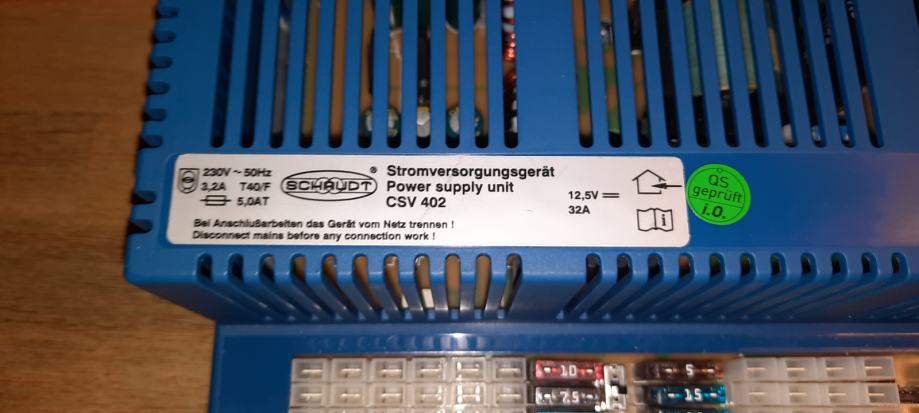 230V ~ 50Hz
3,2A T40/F
5,0AT
SCHAUDT ®
Stromversorgungsgerät
Power supply unit
CSV 402
12,5V
32A
Bei Anschlußarbeiten das Gerät vom Netz trennen !
Disconnect mains before any connection work !
QS
geprüft
i.O.
10
5
7.5
15